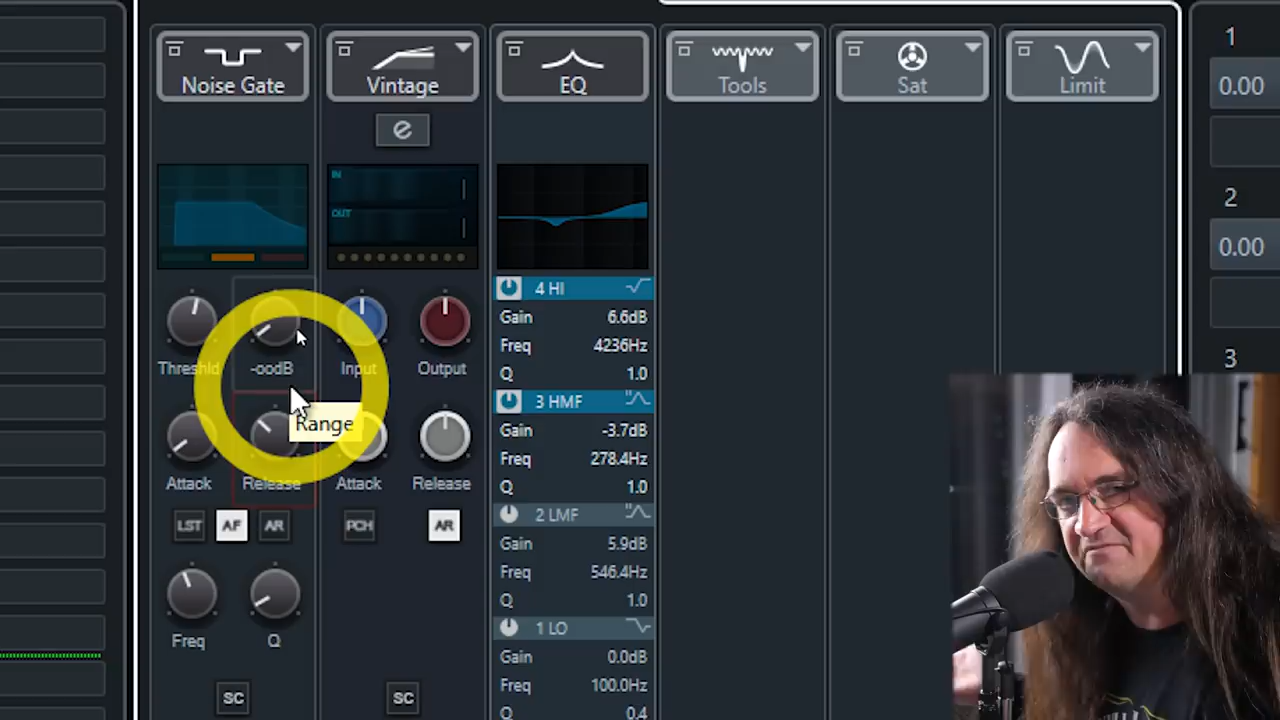 Noise Gate
Vintage
EQ
Tools
Sat
Limit
e
IN
OUT
Threshld
-oodB
Input
Output
Range
Attack
Release
Attack
Release
LST
AF
AR
PCH
AR
Freq
Q
SC
SC
4 HI
Gain 6.6dB
Freq 4236Hz
Q 1.0
3 HMF
Gain -3.7dB
Freq 278.4Hz
Q 1.0
2 LMF
Gain 5.9dB
Freq 546.4Hz
Q 1.0
1 LO
Gain 0.0dB
Freq 100.0Hz
Q 0.4
1
0.00
2
0.00
3